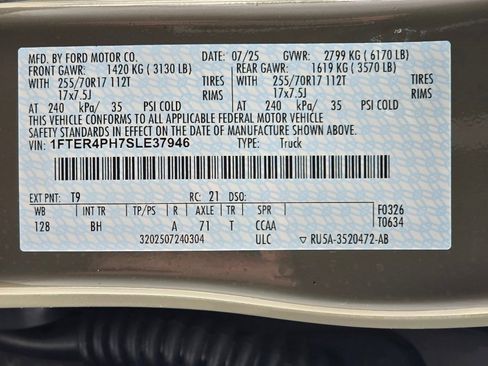 MFD. BY FORD MOTOR CO. DATE: 07/25 GVWR: 2799 KG ( 6170 LB)
FRONT GAWR: 1420 KG ( 3130 LB) REAR GAWR: 1619 KG ( 3570 LB)
WITH TIRES WITH TIRES
255/70R17 112T 255/70R17 112T
17x7.5J RIMS 17x7.5J RIMS
AT 240 kPa/ 35 PSI COLD AT 240 kPa/ 35 PSI COLD
THIS VEHICLE CONFORMS TO ALL APPLICABLE FEDERAL MOTOR VEHICLE
SAFETY STANDARDS IN EFFECT ON THE DATE OF MANUFACTURE SHOWN ABOVE.
VIN: 1FTER4PH7SLE37946 TYPE: Truck
EXT PNT: T9 RC: 21 DSO:
WB INT TR TP/PS R AXLE TR SPR
128 BH A 71 T CCAA
F0326
T0634
3202507240304 ULC ▽ RU5A-3520472-AB